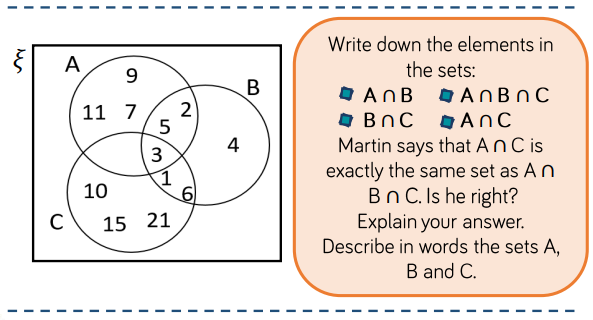 ξ
A
9
B
11 7 2
5
4
3
1
10
6
C
15 21
Write down the elements in
the sets:
A ∩ B A ∩ B ∩ C
B ∩ C A ∩ C
Martin says that A ∩ C is
exactly the same set as A ∩
B ∩ C. Is he right?
Explain your answer.
Describe in words the sets A,
B and C.